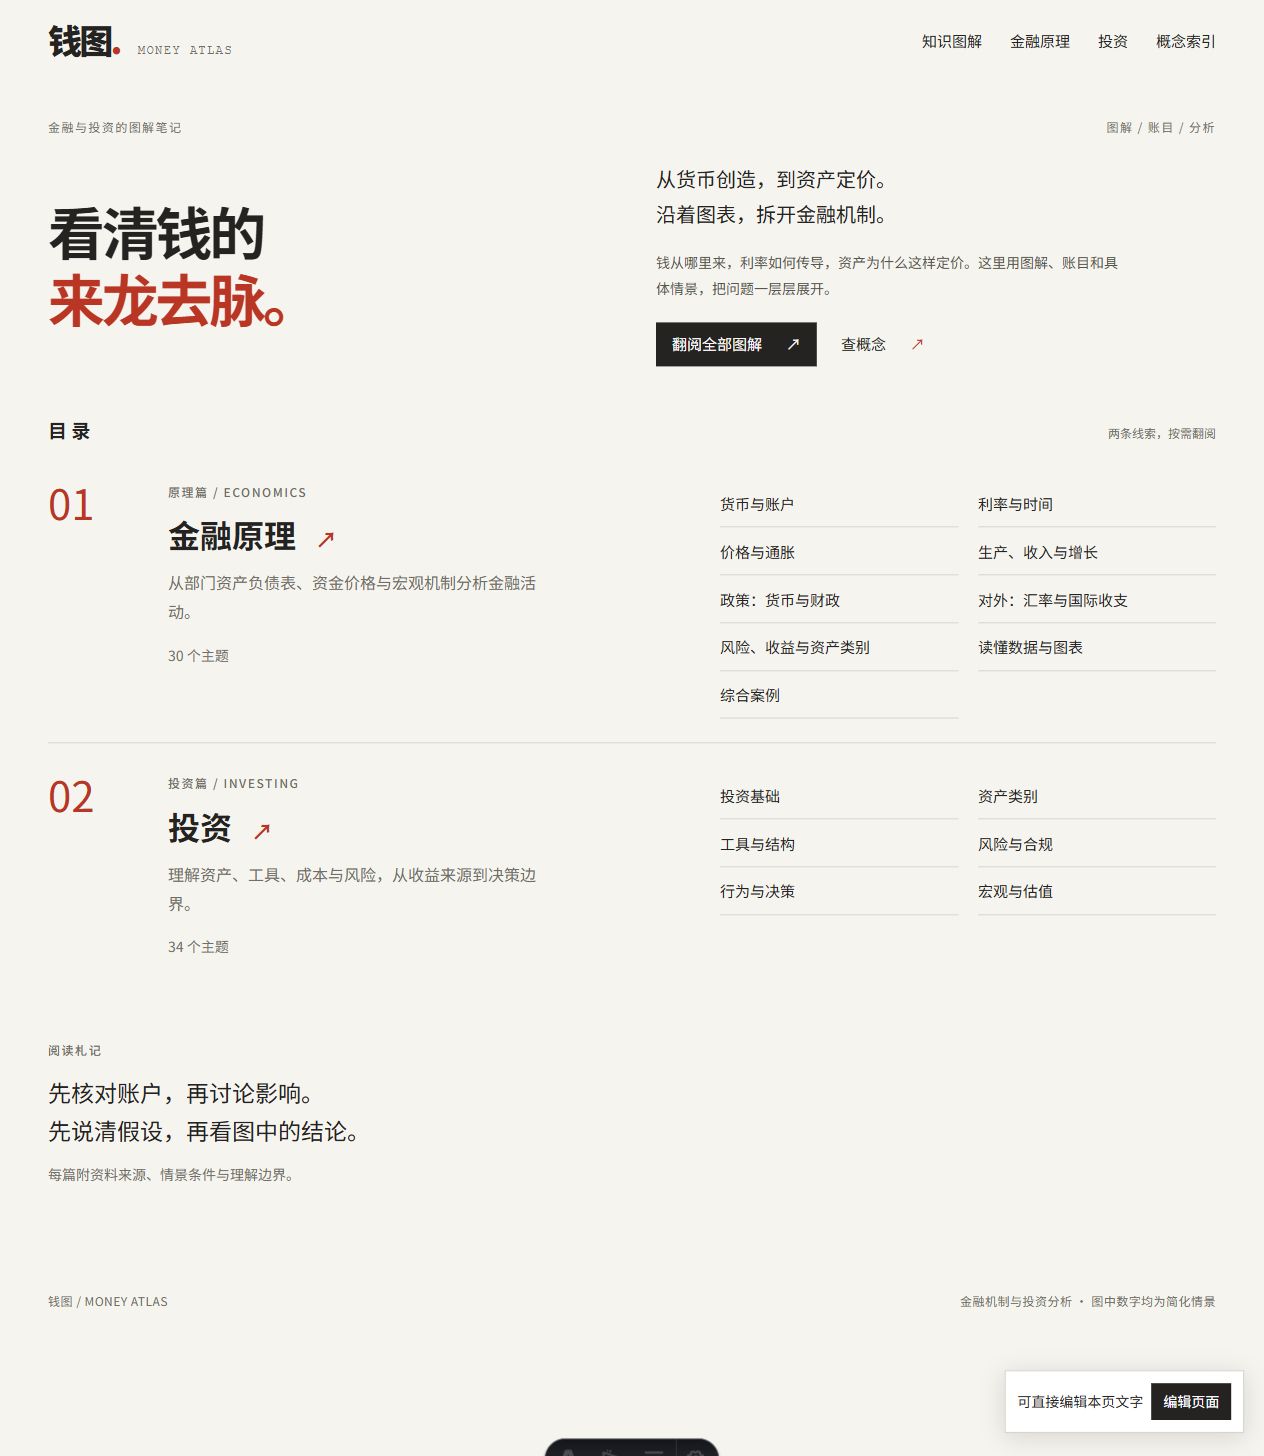 钱图. MONEY ATLAS
知识图解 金融原理 投资 概念索引
金融与投资的图解笔记
图解 / 账目 / 分析
看清钱的
来龙去脉。
从货币创造，到资产定价。
沿着图表，拆开金融机制。
钱从哪里来，利率如何传导，资产为什么这样定价。这里用图解、账目和具
体情景，把问题一层层展开。
翻阅全部图解 ↗ 查概念 ↗
目录
两条线索，按需翻阅
01
原理篇 / ECONOMICS
金融原理 ↗
从部门资产负债表、资金价格与宏观机制分析金融活
动。
30 个主题
货币与账户 利率与时间
价格与通胀 生产、收入与增长
政策：货币与财政 对外：汇率与国际收支
风险、收益与资产类别 读懂数据与图表
综合案例
02
投资篇 / INVESTING
投资 ↗
理解资产、工具、成本与风险，从收益来源到决策边
界。
34 个主题
投资基础 资产类别
工具与结构 风险与合规
行为与决策 宏观与估值
阅读札记
先核对账户，再讨论影响。
先说清假设，再看图中的结论。
每篇附资料来源、情景条件与理解边界。
钱图 / MONEY ATLAS
金融机制与投资分析 · 图中数字均为简化情景
可直接编辑本页文字 编辑页面